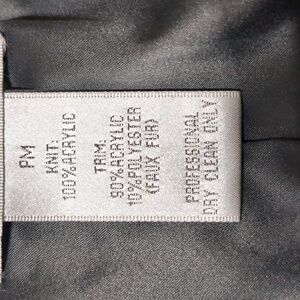 PM
KNIT:
100%ACRYLIC
TRIM:
90%ACRYLIC
10%POLYESTER
(FAUX FUR)
PROFESSIONAL
DRY CLEAN ONLY